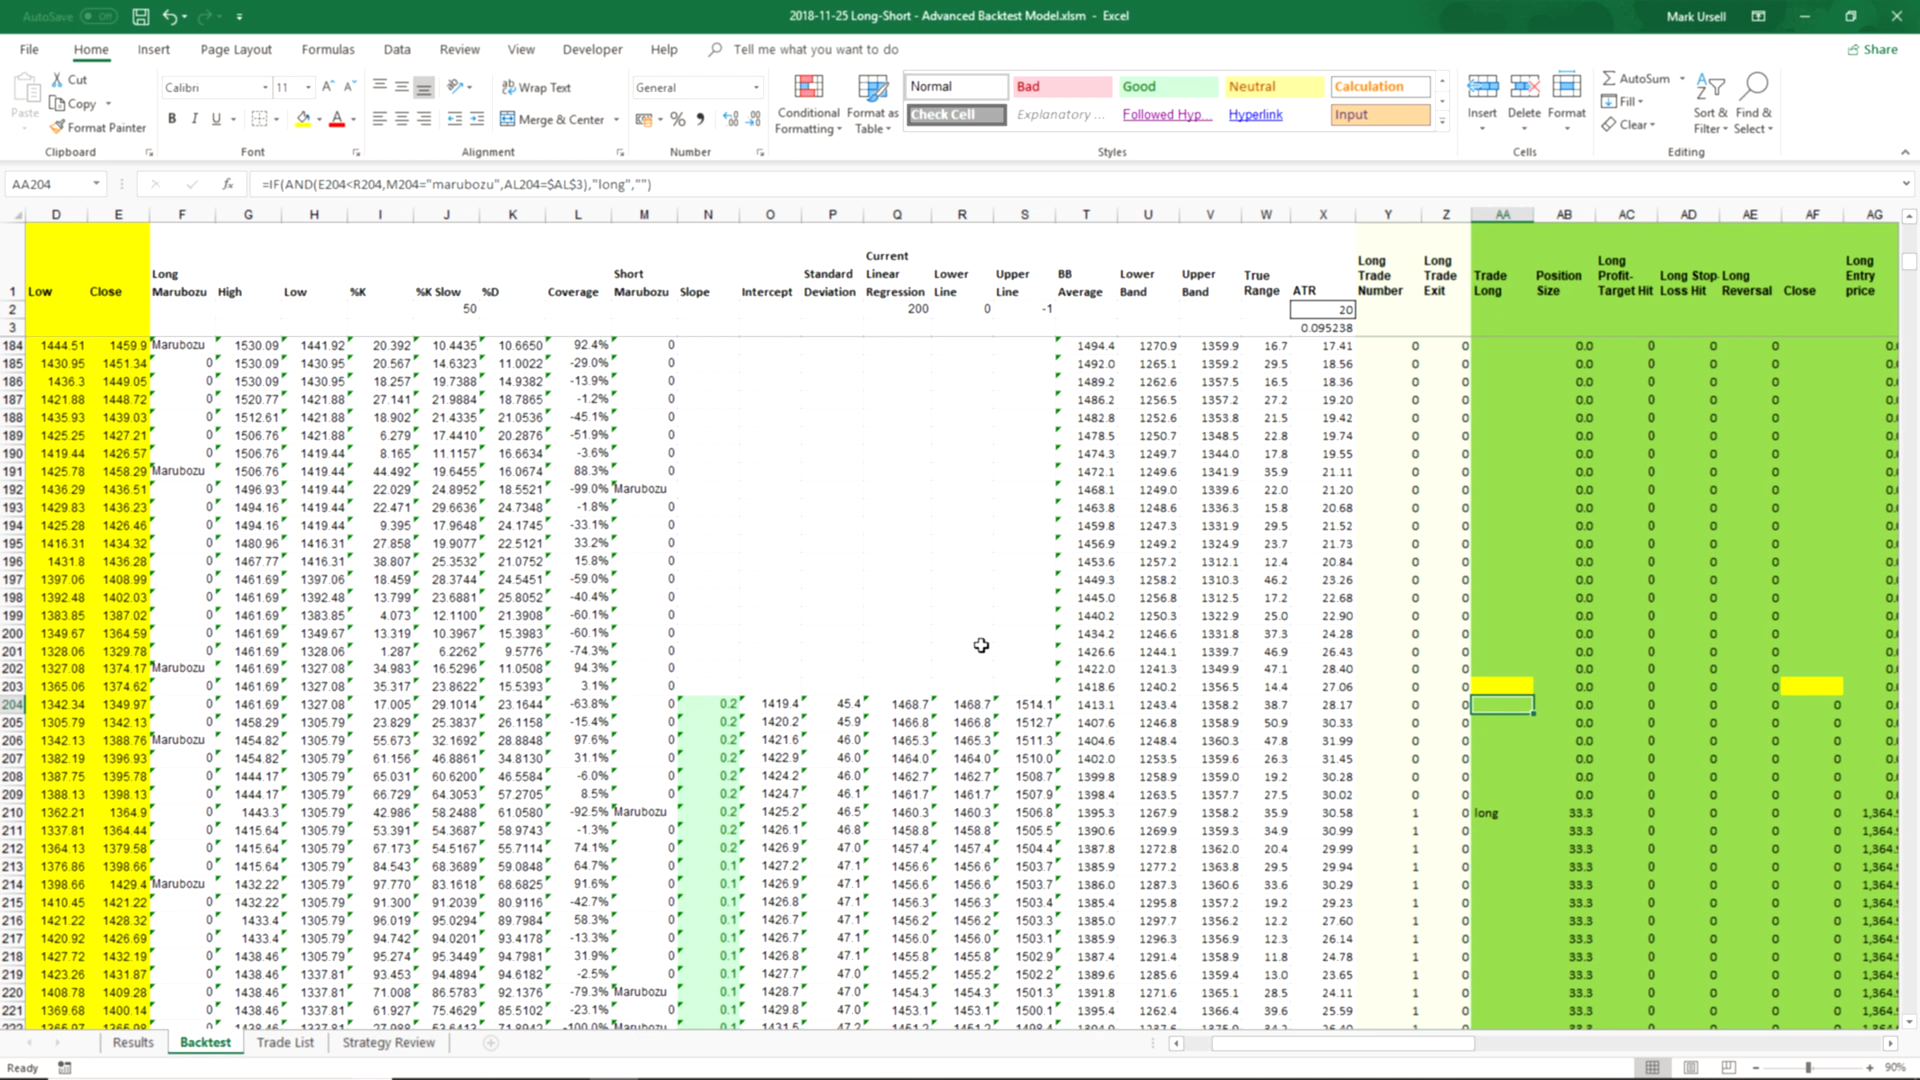 AutoSave Off
2018-11-25 Long-Short - Advanced Backtest Model.xlsm - Excel
Mark Ursell
File Home Insert Page Layout Formulas Data Review View Developer Help Tell me what you want to do Share
Paste Cut Copy Format Painter Clipboard
Calibri 11 B I U Font
Wrap Text Merge & Center Alignment
General % Number
Conditional Formatting Format as Table
Normal Bad Good Neutral Calculation
Check Cell Explanatory ... Followed Hyp... Hyperlink Input
Styles
Insert Delete Format Cells
AutoSum Fill Clear Sort & Filter Find & Select Editing
AA204 fx =IF(AND(E204<R204,M204="marubozu",AL204=$AL$3),"long","")
D E F G H I J K L M N O P Q R S T U V W X Y Z AA AB AC AD AE AF AG
1 Low Close Long Marubozu High Low %K %K Slow %D Coverage Short Marubozu Slope Intercept Standard Deviation Current Linear Regression Lower Line Upper Line BB Average Lower Band Upper Band True Range ATR Long Trade Number Long Trade Exit Trade Long Position Size Long Profit-Target Hit Long Stop-Loss Hit Long Reversal Close Long Entry price
2 50 200 0 -1 20
3 0.095238
184 1444.51 1459.9 Marubozu 1530.09 1441.92 20.392 10.4435 10.6650 92.4% 0 1494.4 1270.9 1359.9 16.7 17.41 0 0 0.0 0 0 0
185 1430.95 1451.34 0 1530.09 1430.95 20.567 14.6323 11.0022 -29.0% 0 1492.0 1265.1 1359.2 29.5 18.56 0 0 0.0 0 0 0
186 1436.3 1449.05 0 1530.09 1430.95 18.257 19.7388 14.9382 -13.9% 0 1489.2 1262.6 1357.5 16.5 18.36 0 0 0.0 0 0 0
187 1421.88 1448.72 0 1520.77 1421.88 27.141 21.9884 18.7865 -1.2% 0 1486.2 1256.5 1357.2 27.2 19.20 0 0 0.0 0 0 0
188 1435.93 1439.03 0 1512.61 1421.88 18.902 21.4335 21.0536 -45.1% 0 1482.8 1252.6 1353.8 21.5 19.42 0 0 0.0 0 0 0
189 1425.25 1427.21 0 1506.76 1421.88 6.279 17.4410 20.2876 -51.9% 0 1478.5 1250.7 1348.5 22.8 19.74 0 0 0.0 0 0 0
190 1419.44 1426.57 0 1506.76 1419.44 8.165 11.1157 16.6634 -3.6% 0 1474.3 1249.7 1344.0 17.8 19.55 0 0 0.0 0 0 0
191 1425.78 1458.29 Marubozu 1506.76 1419.44 44.492 19.6455 16.0674 88.3% 0 1472.1 1249.6 1341.9 35.9 21.11 0 0 0.0 0 0 0
192 1436.29 1436.51 0 1496.93 1419.44 22.029 24.8952 18.5521 -99.0% Marubozu 1468.1 1249.0 1339.6 22.0 21.20 0 0 0.0 0 0 0
193 1429.83 1436.23 0 1494.16 1419.44 22.471 29.6636 24.7348 -1.8% 0 1463.8 1248.6 1336.3 15.8 20.68 0 0 0.0 0 0 0
194 1425.28 1426.46 0 1494.16 1419.44 9.395 17.9648 24.1745 -33.1% 0 1459.8 1247.3 1331.9 29.5 21.52 0 0 0.0 0 0 0
195 1416.31 1434.32 0 1480.96 1416.31 27.858 19.9077 22.5121 33.2% 0 1456.9 1249.2 1324.9 23.7 21.73 0 0 0.0 0 0 0
196 1431.8 1436.28 0 1467.77 1416.31 38.807 25.3532 21.0752 15.8% 0 1453.6 1257.2 1312.1 12.4 20.84 0 0 0.0 0 0 0
197 1397.06 1408.99 0 1461.69 1397.06 18.459 28.3744 24.5451 -59.0% 0 1449.3 1258.2 1310.3 46.2 23.26 0 0 0.0 0 0 0
198 1392.48 1402.03 0 1461.69 1392.48 13.799 23.6881 25.8052 -40.4% 0 1445.0 1256.8 1312.5 17.2 22.68 0 0 0.0 0 0 0
199 1383.85 1387.02 0 1461.69 1383.85 4.073 12.1100 21.3908 -60.1% 0 1440.2 1250.3 1322.9 25.0 22.90 0 0 0.0 0 0 0
200 1349.67 1364.59 0 1461.69 1349.67 13.319 10.3967 15.3983 -60.1% 0 1434.2 1246.6 1331.8 37.3 24.28 0 0 0.0 0 0 0
201 1328.06 1329.78 0 1461.69 1328.06 1.287 6.2262 9.5776 -74.3% 0 1426.6 1244.1 1339.7 46.9 26.43 0 0 0.0 0 0 0
202 1327.08 1374.17 Marubozu 1461.69 1327.08 34.983 16.5296 11.0508 94.3% 0 1422.0 1241.3 1349.9 47.1 28.40 0 0 0.0 0 0 0
203 1365.06 1374.62 0 1461.69 1327.08 35.317 23.8622 15.5393 3.1% 0 1418.6 1240.2 1356.5 14.4 27.06 0 0 0.0 0 0 0
204 1342.34 1349.97 0 1461.69 1327.08 17.005 29.1014 23.1644 -63.8% 0 0.2 1419.4 45.4 1468.7 1468.7 1514.1 1413.1 1243.4 1358.2 38.7 28.17 0 0 0.0 0 0 0 0
205 1305.79 1342.13 0 1458.29 1305.79 23.829 25.3837 26.1158 -15.4% 0 0.2 1420.2 45.9 1466.8 1466.8 1512.7 1407.6 1246.8 1358.9 50.9 30.33 0 0 0.0 0 0 0 0
206 1342.13 1388.76 Marubozu 1454.82 1305.79 55.673 32.1692 28.8848 97.6% 0 0.2 1421.6 46.0 1465.3 1465.3 1511.3 1404.6 1248.4 1360.3 47.8 31.99 0 0 0.0 0 0 0 0
207 1382.19 1396.93 0 1454.82 1305.79 61.156 46.8861 34.8130 31.1% 0 0.2 1422.9 46.0 1464.0 1464.0 1510.0 1402.0 1253.5 1359.6 26.3 31.45 0 0 0.0 0 0 0 0
208 1387.75 1395.78 0 1444.17 1305.79 65.031 60.6200 46.5584 -6.0% 0 0.2 1424.2 46.0 1462.7 1462.7 1508.7 1399.8 1258.9 1359.0 19.2 30.28 0 0 0.0 0 0 0 0
209 1388.13 1398.13 0 1444.17 1305.79 66.729 64.3053 57.2705 8.5% 0 0.2 1424.7 46.1 1461.7 1461.7 1507.9 1398.4 1263.5 1357.7 27.5 30.02 0 0 0.0 0 0 0 0
210 1362.21 1364.9 0 1443.3 1305.79 42.986 58.2488 61.0580 -92.5% Marubozu 0.2 1425.2 46.5 1460.3 1460.3 1506.8 1395.3 1267.9 1358.2 35.9 30.58 1 0 long 33.3 0 0 0 0
211 1337.81 1364.44 0 1415.64 1305.79 53.391 54.3687 58.9743 -1.3% 0 0.2 1426.1 46.8 1458.8 1458.8 1505.5 1390.6 1269.9 1359.3 34.9 30.99 1 0 33.3 0 0 0 0
212 1364.13 1379.58 0 1415.64 1305.79 67.173 54.5167 55.7114 74.1% 0 0.2 1426.9 47.0 1457.4 1457.4 1504.4 1387.8 1272.8 1362.0 20.4 29.99 1 0 33.3 0 0 0 0
213 1376.86 1398.66 0 1415.64 1305.79 84.543 68.3689 59.0848 64.7% 0 0.1 1427.2 47.1 1456.6 1456.6 1503.7 1385.9 1277.2 1363.8 29.5 29.94 1 0 33.3 0 0 0 0
214 1398.66 1429.4 Marubozu 1432.22 1305.79 97.770 83.1618 68.6825 91.6% 0 0.1 1426.9 47.1 1456.6 1456.6 1503.7 1386.0 1287.3 1360.6 33.6 30.29 1 0 33.3 0 0 0 0
215 1410.45 1421.22 0 1432.22 1305.79 91.300 91.2039 80.9116 -42.7% 0 0.1 1426.8 47.1 1456.3 1456.3 1503.4 1385.4 1295.8 1357.2 19.2 29.23 1 0 33.3 0 0 0 0
216 1421.22 1428.32 0 1433.4 1305.79 96.019 95.0294 89.7984 58.3% 0 0.1 1426.7 47.1 1456.2 1456.2 1503.3 1385.0 1297.7 1356.2 12.2 27.60 1 0 33.3 0 0 0 0
217 1420.92 1426.69 0 1433.4 1305.79 94.742 94.0201 93.4178 -13.3% 0 0.1 1426.7 47.1 1456.0 1456.0 1503.1 1385.9 1296.3 1356.9 12.3 26.14 1 0 33.3 0 0 0 0
218 1427.72 1432.19 0 1438.46 1305.79 95.274 95.3449 94.7981 31.9% 0 0.1 1426.8 47.1 1455.8 1455.8 1502.9 1387.4 1291.4 1358.9 11.8 24.78 1 0 33.3 0 0 0 0
219 1423.26 1431.87 0 1438.46 1337.81 93.453 94.4894 94.6182 -2.5% 0 0.1 1427.7 47.0 1455.2 1455.2 1502.2 1389.6 1285.6 1359.4 13.0 23.65 1 0 33.3 0 0 0 0
220 1408.78 1409.28 0 1438.46 1337.81 71.008 86.5783 92.1376 -79.3% Marubozu 0.1 1428.7 47.0 1454.3 1454.3 1501.3 1391.8 1271.6 1365.1 28.5 24.11 1 0 33.3 0 0 0 0
221 1369.68 1400.14 0 1438.46 1337.81 61.927 75.4629 85.5102 -23.1% 0 0.1 1429.8 47.0 1453.1 1453.1 1500.1 1395.4 1262.4 1366.4 39.6 25.59 1 0 33.3 0 0 0 0
Results Backtest Trade List Strategy Review
Ready 90%